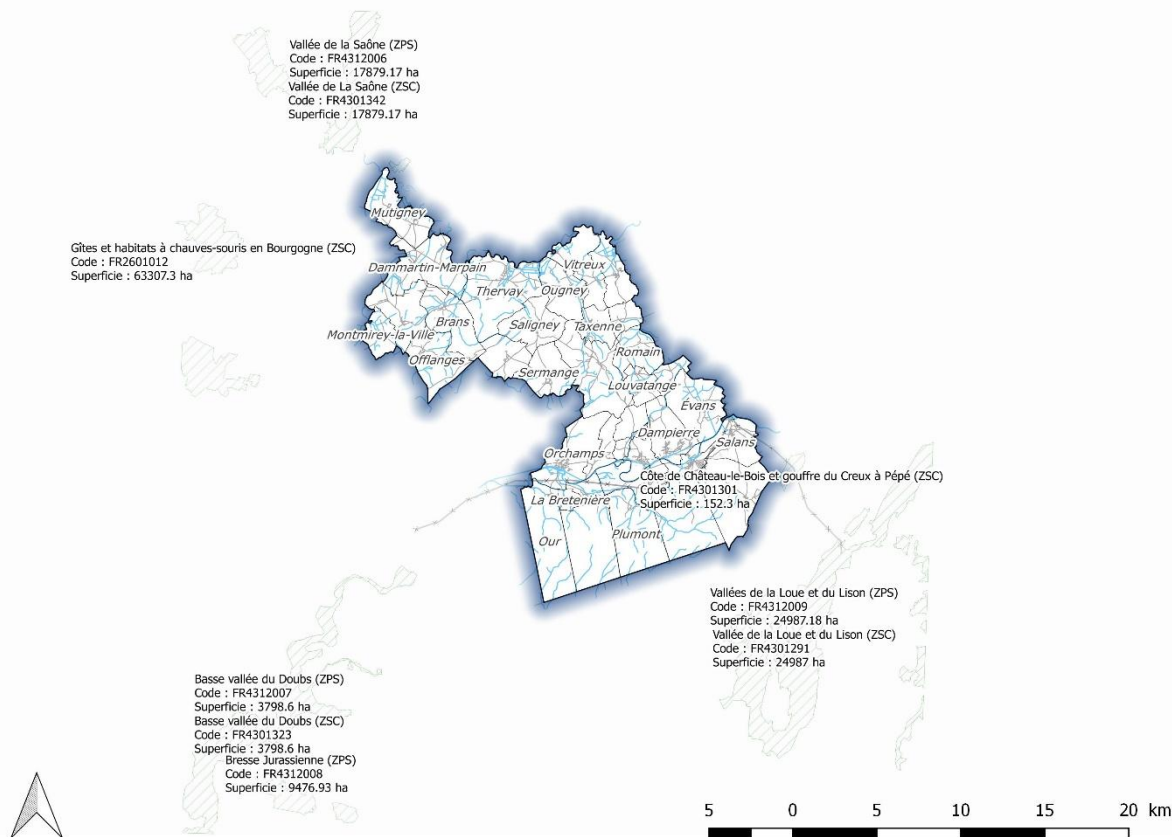 Vallée de la Saône (ZPS)
Code : FR4312006
Superficie : 17879.17 ha
Vallée de La Saône (ZSC)
Code : FR4301342
Superficie : 17879.17 ha
Mutigney
Gîtes et habitats à chauves-souris en Bourgogne (ZSC)
Code : FR2601012
Superficie : 63307.3 ha
Dammartin-Marpain
Vitreux
Thervay
Ougney
Brans
Saligney
Taxenne
Montmirey-la-Ville
Offlanges
Romain
Sermange
Louvatange
Évans
Dampierre
Salans
Orchamps
Côte de Château-le-Bois et gouffre du Creux à Pépé (ZSC)
Code : FR4301301
Superficie : 152.3 ha
La Bretenière
Our
Plumont
Vallées de la Loue et du Lison (ZPS)
Code : FR4312009
Superficie : 24987.18 ha
Vallée de la Loue et du Lison (ZSC)
Code : FR4301291
Superficie : 24987 ha
Basse vallée du Doubs (ZPS)
Code : FR4312007
Superficie : 3798.6 ha
Basse vallée du Doubs (ZSC)
Code : FR4301323
Superficie : 3798.6 ha
Bresse Jurassienne (ZPS)
Code : FR4312008
Superficie : 9476.93 ha
5 0 5 10 15 20 km